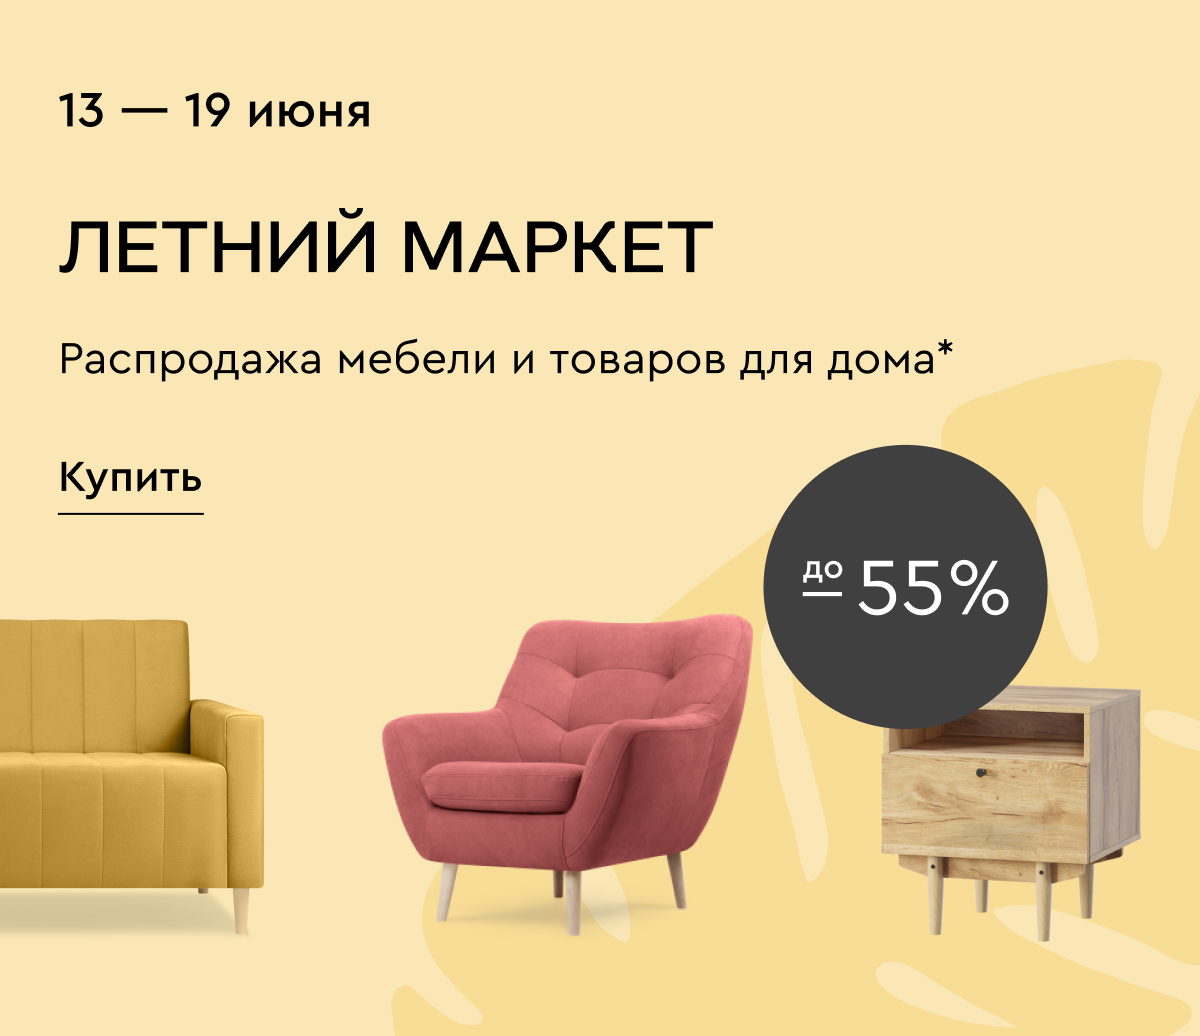 13 — 19 июня
ЛЕТНИЙ МАРКЕТ
Распродажа мебели и товаров для дома*
Купить
до 55%